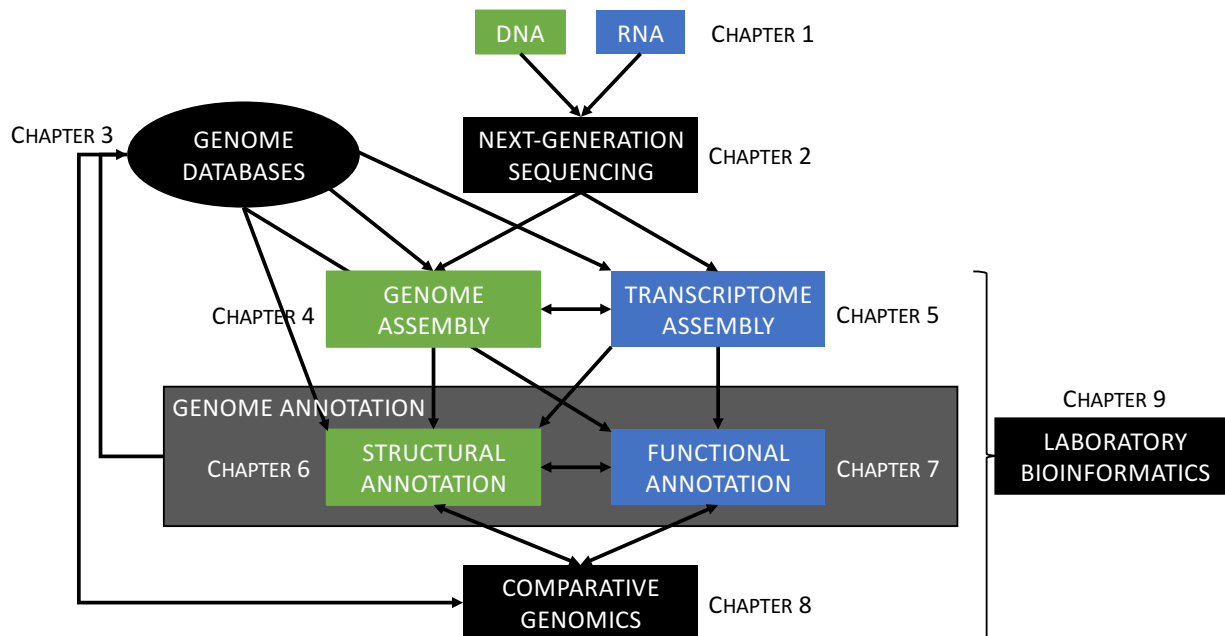 DNA
RNA
CHAPTER 1
CHAPTER 3
GENOME
DATABASES
NEXT-GENERATION
SEQUENCING
CHAPTER 2
CHAPTER 4
GENOME
ASSEMBLY
TRANSCRIPTOME
ASSEMBLY
CHAPTER 5
GENOME ANNOTATION
CHAPTER 6
STRUCTURAL
ANNOTATION
FUNCTIONAL
ANNOTATION
CHAPTER 7
CHAPTER 9
LABORATORY
BIOINFORMATICS
COMPARATIVE
GENOMICS
CHAPTER 8